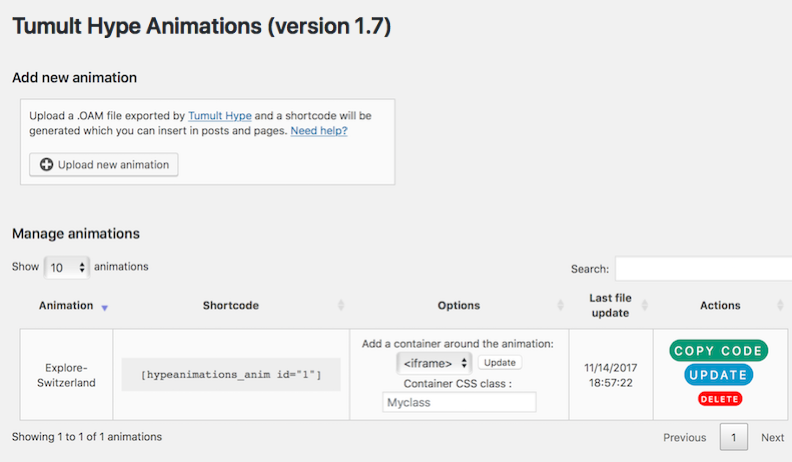 Tumult Hype Animations (version 1.7)
Add new animation
Upload a .OAM file exported by Tumult Hype and a shortcode will be
generated which you can insert in posts and pages. Need help?
Upload new animation
Manage animations
Show 10 animations
Search:
Animation Shortcode Options Last file update Actions
Explore-
Switzerland
[hypeanimations_anim id="1"]
Add a container around the animation:
<iframe> Update
Container CSS class :
Myclass
11/14/2017
18:57:22
COPY CODE
UPDATE
DELETE
Showing 1 to 1 of 1 animations
Previous 1 Next